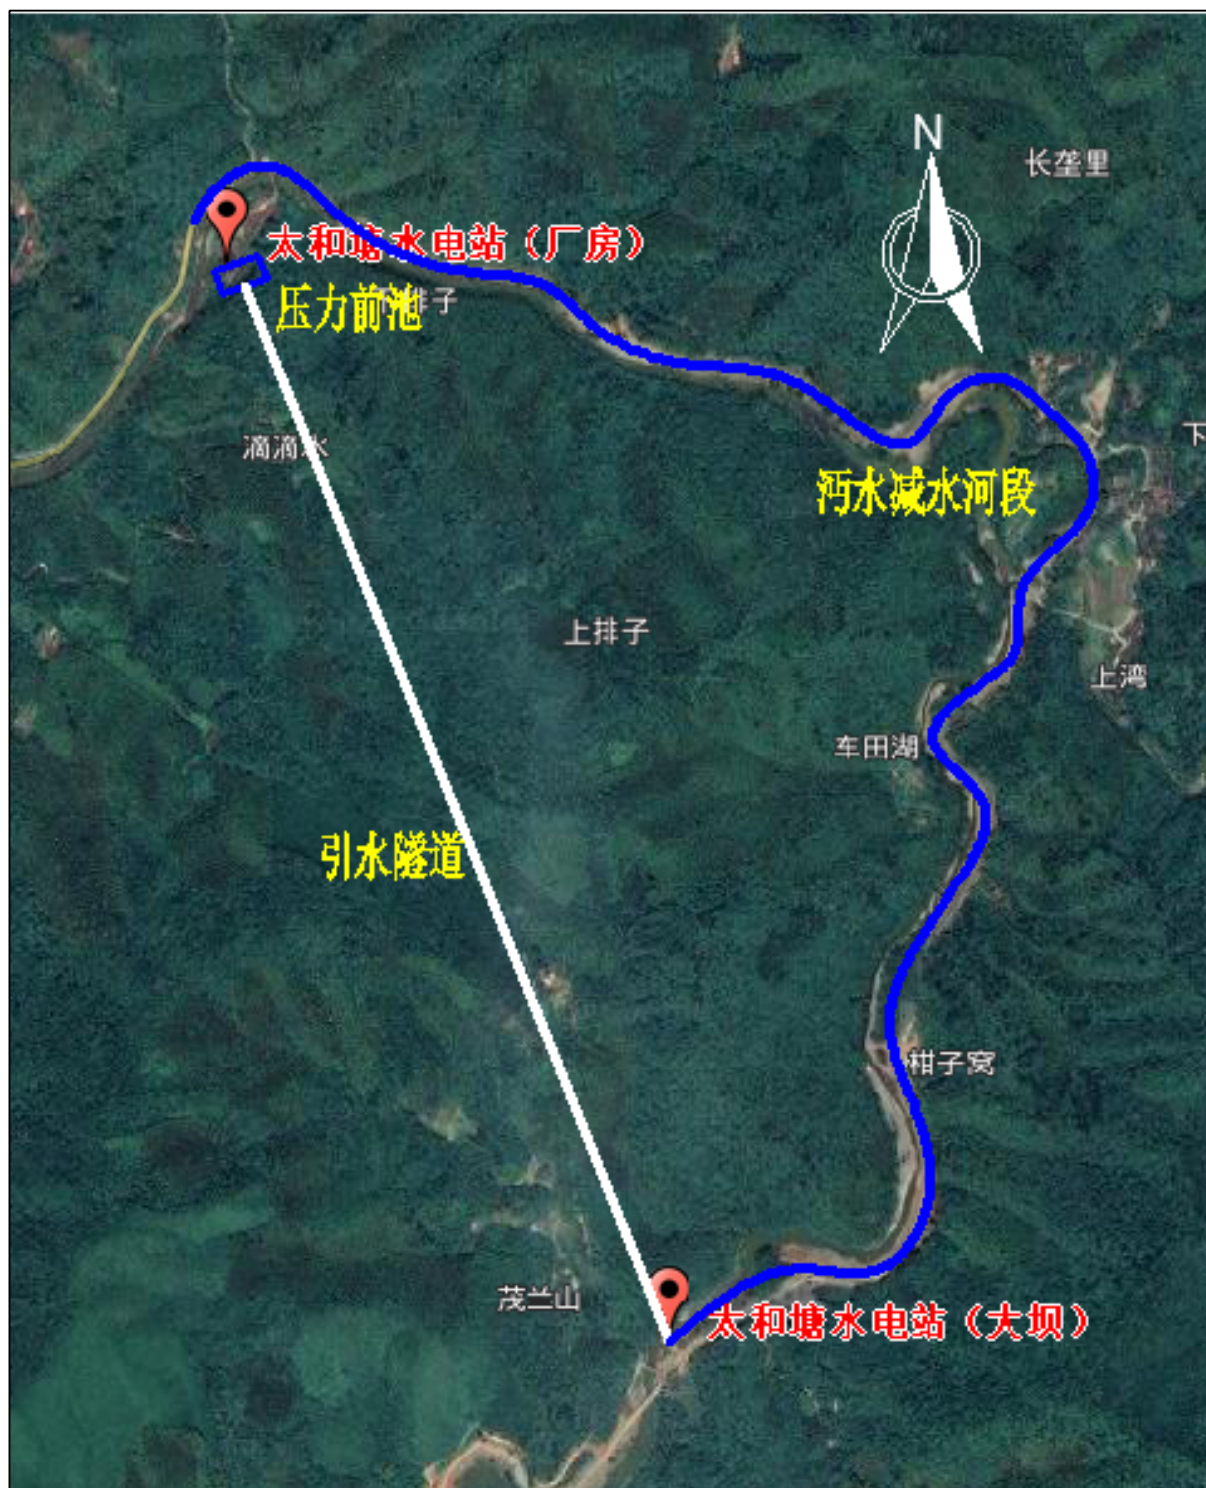 N
长垄里
太和塘水电站（厂房）
压力前池
排子
滴滴水
下
沔水减水河段
上排子
上湾
车田湖
引水隧道
柑子窝
茂兰山
太和塘水电站（大坝）